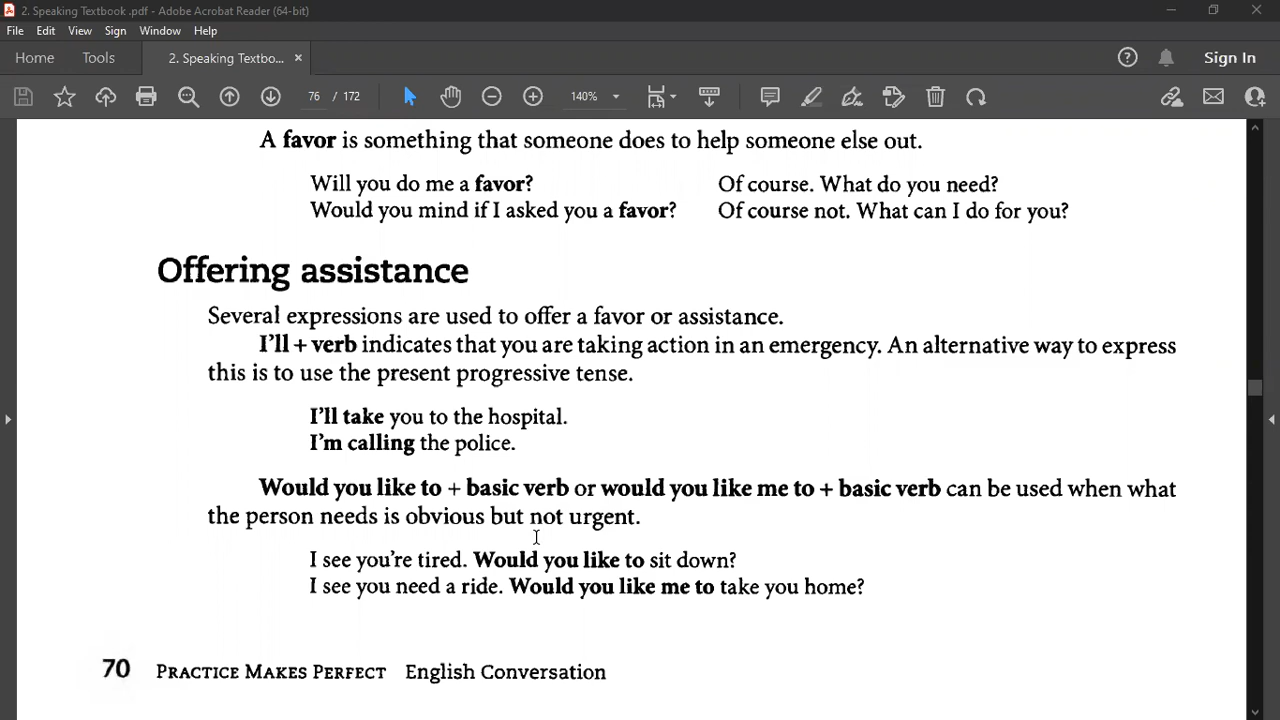 2. Speaking Textbook .pdf - Adobe Acrobat Reader (64-bit)
File Edit View Sign Window Help
Home Tools 2. Speaking Textbo... × Sign In
76 / 172 140%
A favor is something that someone does to help someone else out.
Will you do me a favor? Of course. What do you need?
Would you mind if I asked you a favor? Of course not. What can I do for you?
Offering assistance
Several expressions are used to offer a favor or assistance.
I'll + verb indicates that you are taking action in an emergency. An alternative way to express
this is to use the present progressive tense.
I'll take you to the hospital.
I'm calling the police.
Would you like to + basic verb or would you like me to + basic verb can be used when what
the person needs is obvious but not urgent.
I see you're tired. Would you like to sit down?
I see you need a ride. Would you like me to take you home?
70 PRACTICE MAKES PERFECT English Conversation